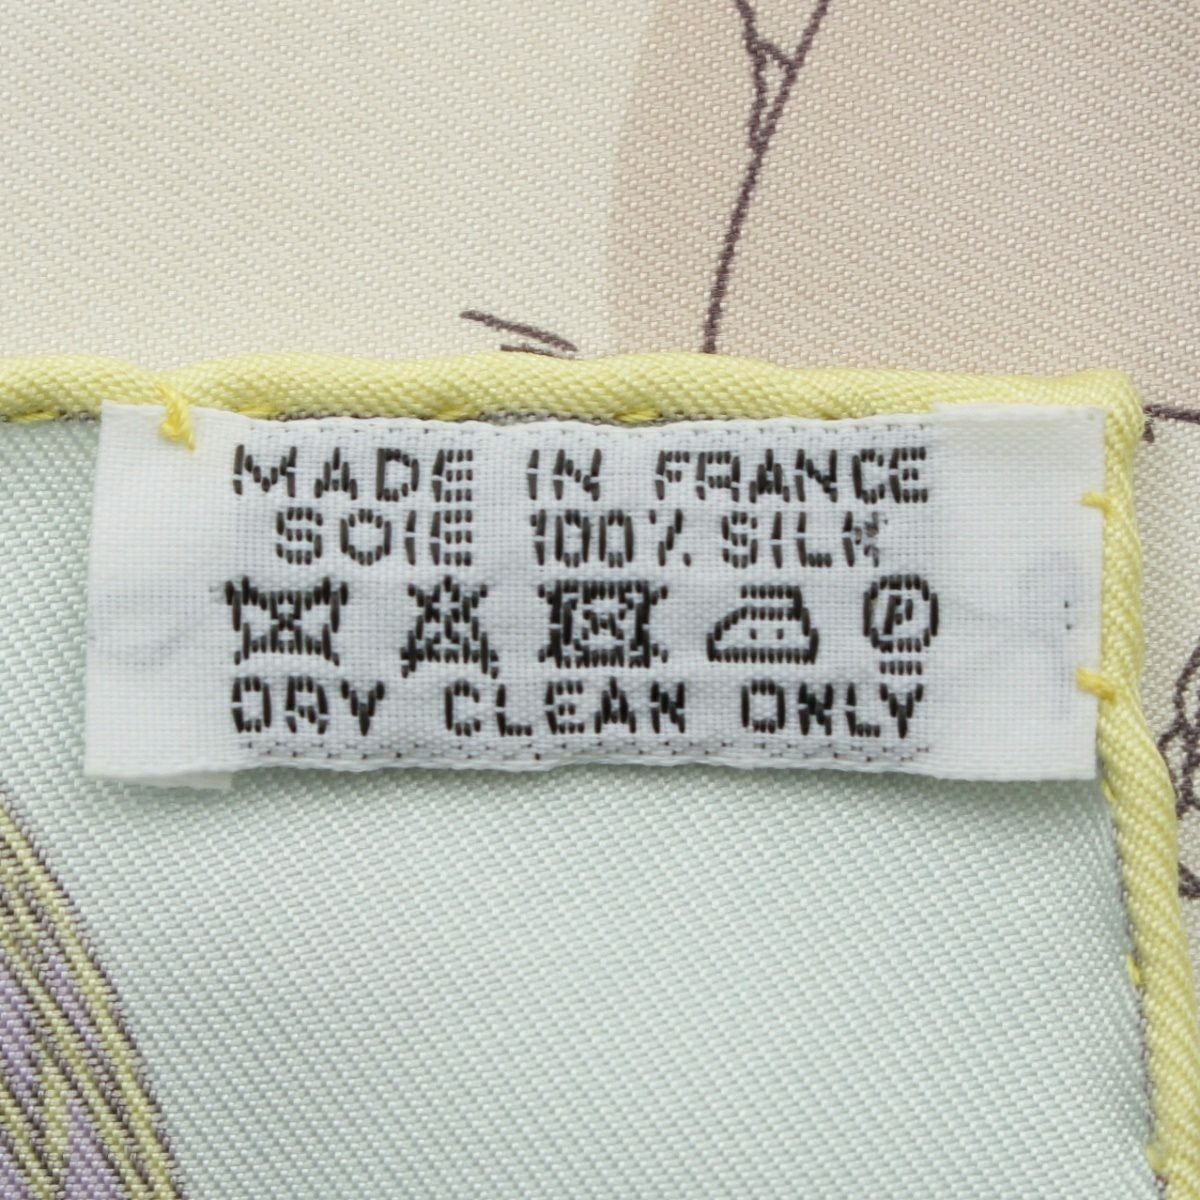 MADE IN FRANCE
SOIE 100% SILK
P
DRY CLEAN ONLY